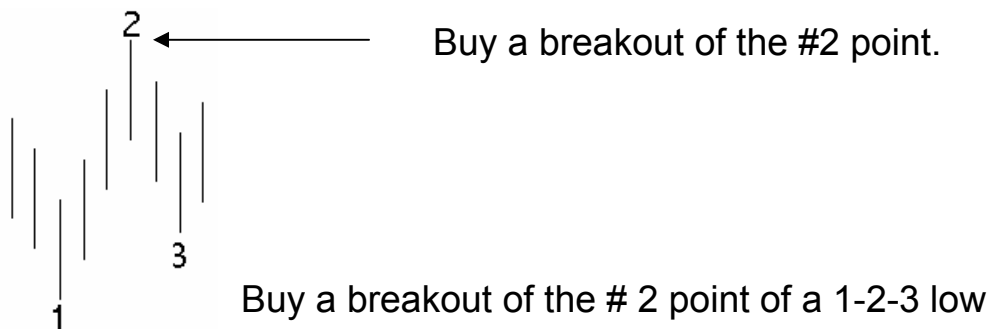 2
Buy a breakout of the #2 point.
3
Buy a breakout of the # 2 point of a 1-2-3 low
1